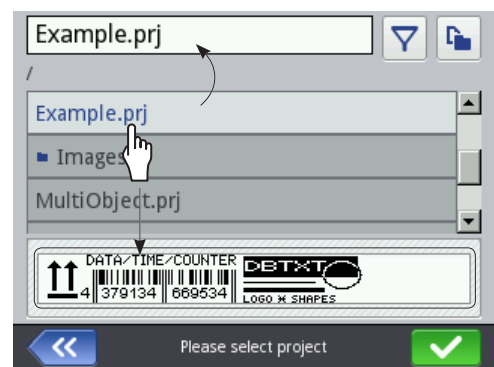 Example.prj
/
Example.prj
Images
MultiObject.prj
DATA/TIME/COUNTER
DBTXT
4 379134 669534
LOGO * SHAPES
Please select project